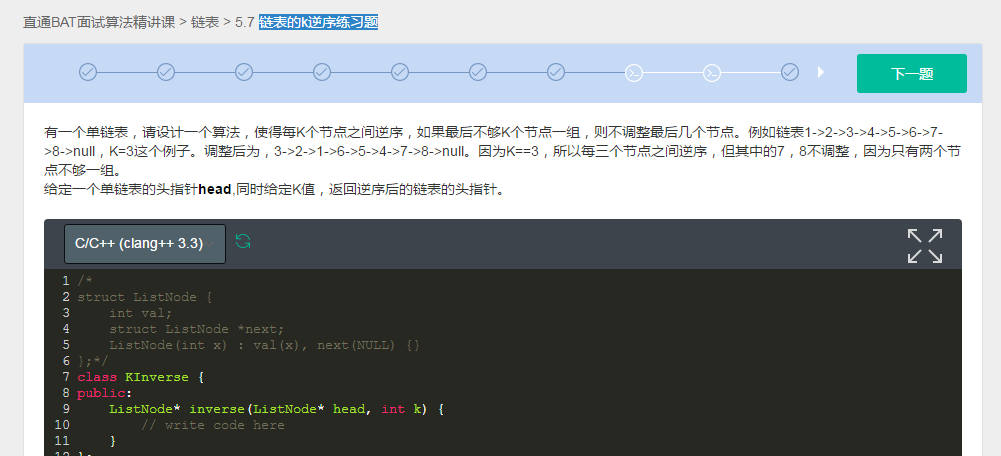 直通BAT面试算法精讲课 > 链表 > 5.7 链表的k逆序练习题
下一题
有一个单链表，请设计一个算法，使得每K个节点之间逆序，如果最后不够K个节点一组，则不调整最后几个节点。例如链表1->2->3->4->5->6->7-
>8->null，K=3这个例子。调整后为，3->2->1->6->5->4->7->8->null。因为K==3，所以每三个节点之间逆序，但其中的7，8不调整，因为只有两个节
点不够一组。
给定一个单链表的头指针head,同时给定K值，返回逆序后的链表的头指针。
C/C++ (clang++ 3.3)
1 /*
2 struct ListNode {
3     int val;
4     struct ListNode *next;
5     ListNode(int x) : val(x), next(NULL) {}
6 };*/
7 class KInverse {
8 public:
9     ListNode* inverse(ListNode* head, int k) {
10         // write code here
11     }
12 };